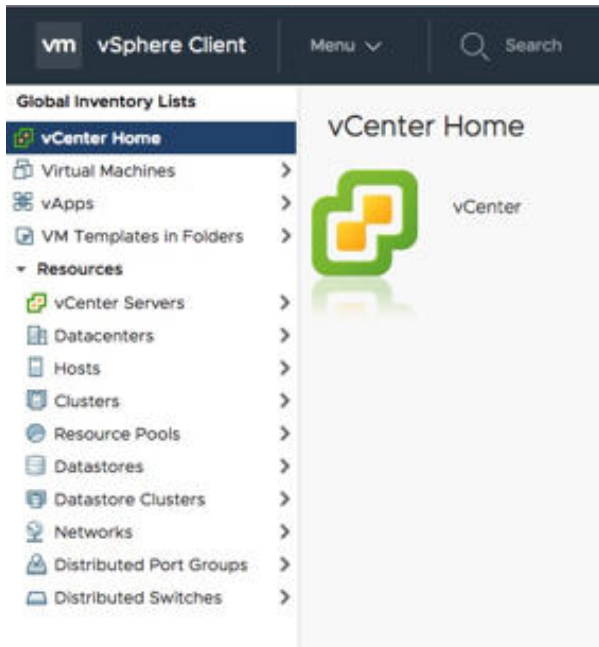 vm vSphere Client Menu Search
Global Inventory Lists
vCenter Home
Virtual Machines
vApps
VM Templates in Folders
Resources
vCenter Servers
Datacenters
Hosts
Clusters
Resource Pools
Datastores
Datastore Clusters
Networks
Distributed Port Groups
Distributed Switches
vCenter Home
vCenter